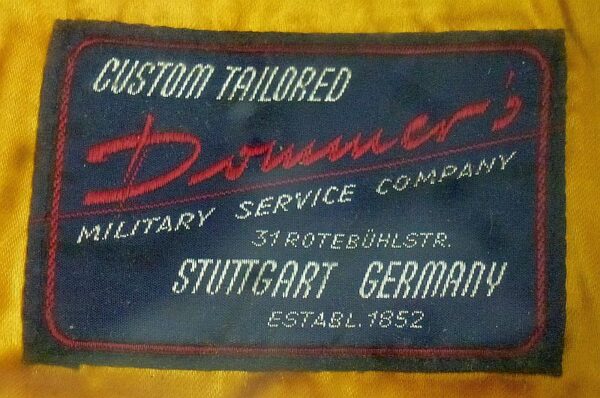 CUSTOM TAILORED
Dommer's
MILITARY SERVICE COMPANY
31 ROTEBÜHLSTR.
STUTTGART GERMANY
ESTABL. 1852